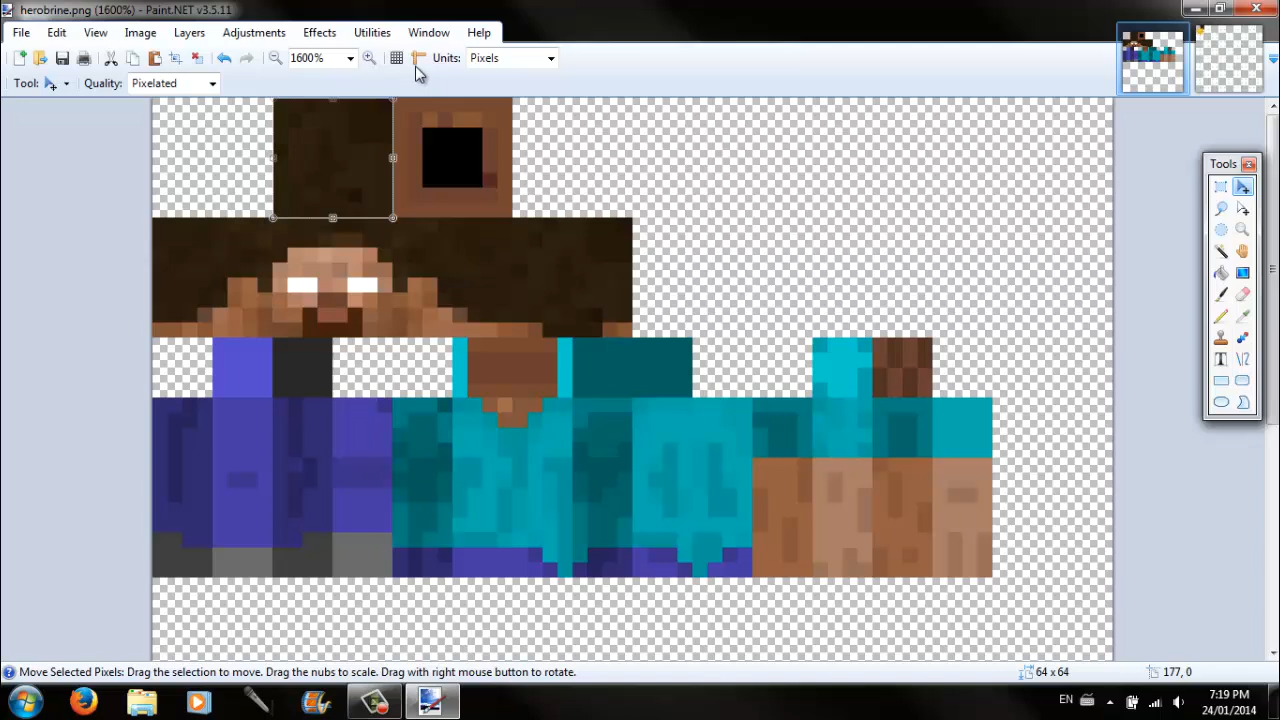 herobrine.png (1600%) - Paint.NET v3.5.11
File Edit View Image Layers Adjustments Effects Utilities Window Help
1600% Units: Pixels
Tool: Quality: Pixelated
Tools
Move Selected Pixels: Drag the selection to move. Drag the nubs to scale. Drag with right mouse button to rotate. 64 x 64 177, 0
EN 7:19 PM
24/01/2014